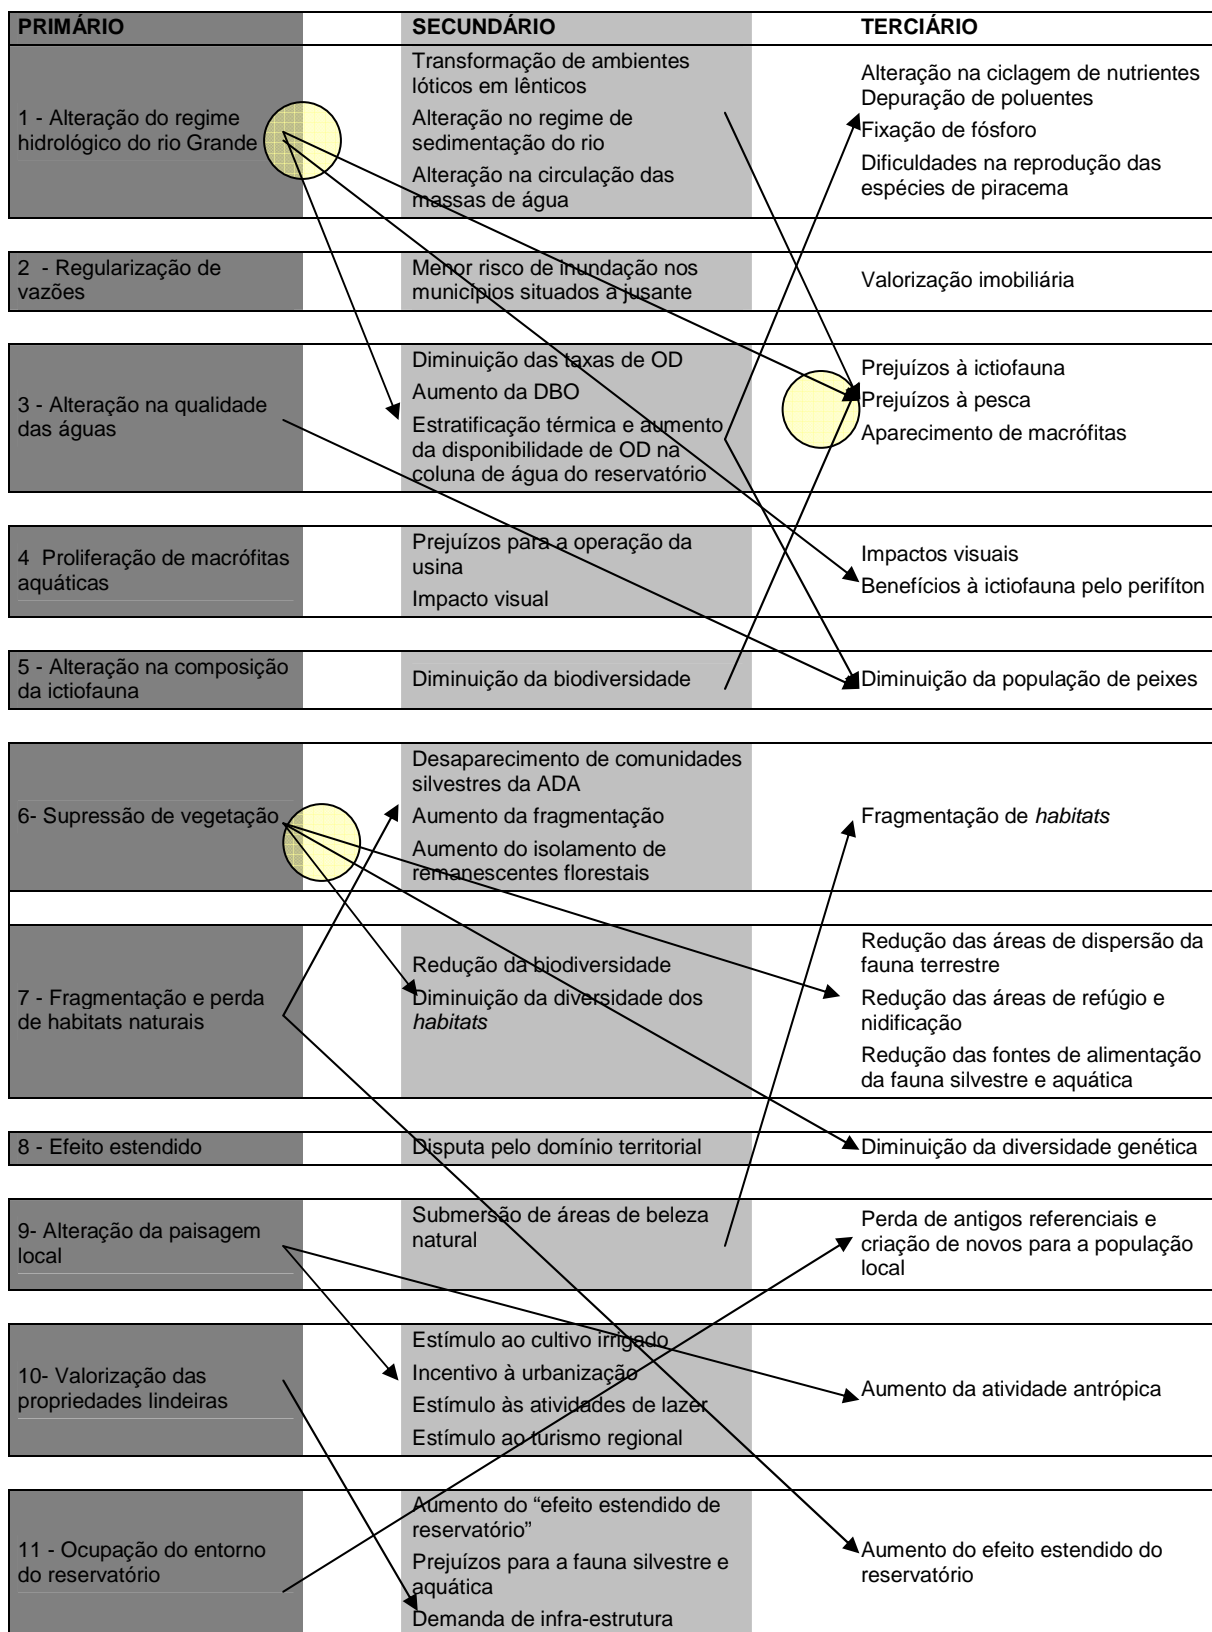 PRIMÁRIO
SECUNDÁRIO
TERCIÁRIO
1 - Alteração do regime
hidrológico do rio Grande
Transformação de ambientes
lóticos em lênticos
Alteração no regime de
sedimentação do rio
Alteração na circulação das
massas de água
Alteração na ciclagem de nutrientes
Depuração de poluentes
Fixação de fósforo
Dificuldades na reprodução das
espécies de piracema
2 - Regularização de
vazões
Menor risco de inundação nos
municípios situados a jusante
Valorização imobiliária
3 - Alteração na qualidade
das águas
Diminuição das taxas de OD
Aumento da DBO
Estratificação térmica e aumento
da disponibilidade de OD na
coluna de água do reservatório
Prejuízos à ictiofauna
Prejuízos à pesca
Aparecimento de macrófitas
4 Proliferação de macrófitas
aquáticas
Prejuízos para a operação da
usina
Impacto visual
Impactos visuais
Benefícios à ictiofauna pelo perifíton
5 - Alteração na composição
da ictiofauna
Diminuição da biodiversidade
Diminuição da população de peixes
6- Supressão de vegetação
Desaparecimento de comunidades
silvestres da ADA
Aumento da fragmentação
Aumento do isolamento de
remanescentes florestais
Fragmentação de habitats
7 - Fragmentação e perda
de habitats naturais
Redução da biodiversidade
Diminuição da diversidade dos
habitats
Redução das áreas de dispersão da
fauna terrestre
Redução das áreas de refúgio e
nidificação
Redução das fontes de alimentação
da fauna silvestre e aquática
8 - Efeito estendido
Disputa pelo domínio territorial
Diminuição da diversidade genética
9- Alteração da paisagem
local
Submersão de áreas de beleza
natural
Perda de antigos referenciais e
criação de novos para a população
local
10- Valorização das
propriedades lindeiras
Estímulo ao cultivo irrigado
Incentivo à urbanização
Estímulo às atividades de lazer
Estímulo ao turismo regional
Aumento da atividade antrópica
11 - Ocupação do entorno
do reservatório
Aumento do “efeito estendido de
reservatório”
Prejuízos para a fauna silvestre e
aquática
Demanda de infra-estrutura
Aumento do efeito estendido do
reservatório